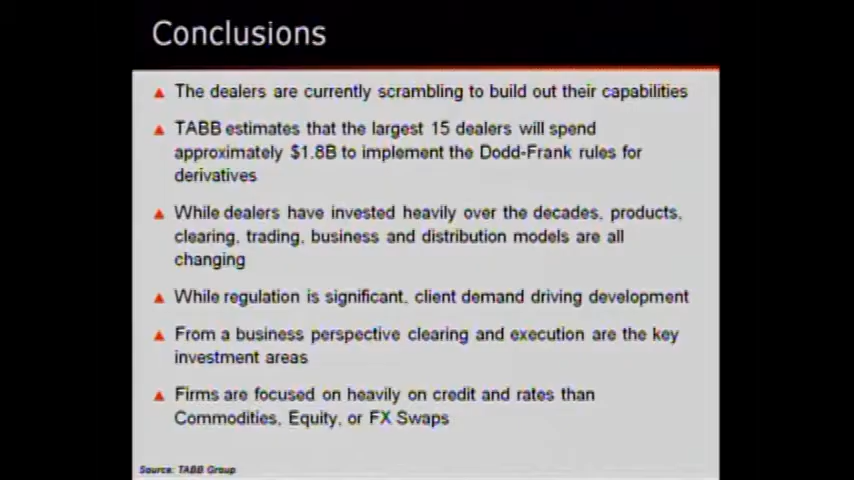 Conclusions
The dealers are currently scrambling to build out their capabilities
TABB estimates that the largest 15 dealers will spend
approximately $1.8B to implement the Dodd-Frank rules for
derivatives
While dealers have invested heavily over the decades, products,
clearing, trading, business and distribution models are all
changing
While regulation is significant, client demand driving development
From a business perspective clearing and execution are the key
investment areas
Firms are focused on heavily on credit and rates than
Commodities, Equity, or FX Swaps
Source: TABB Group